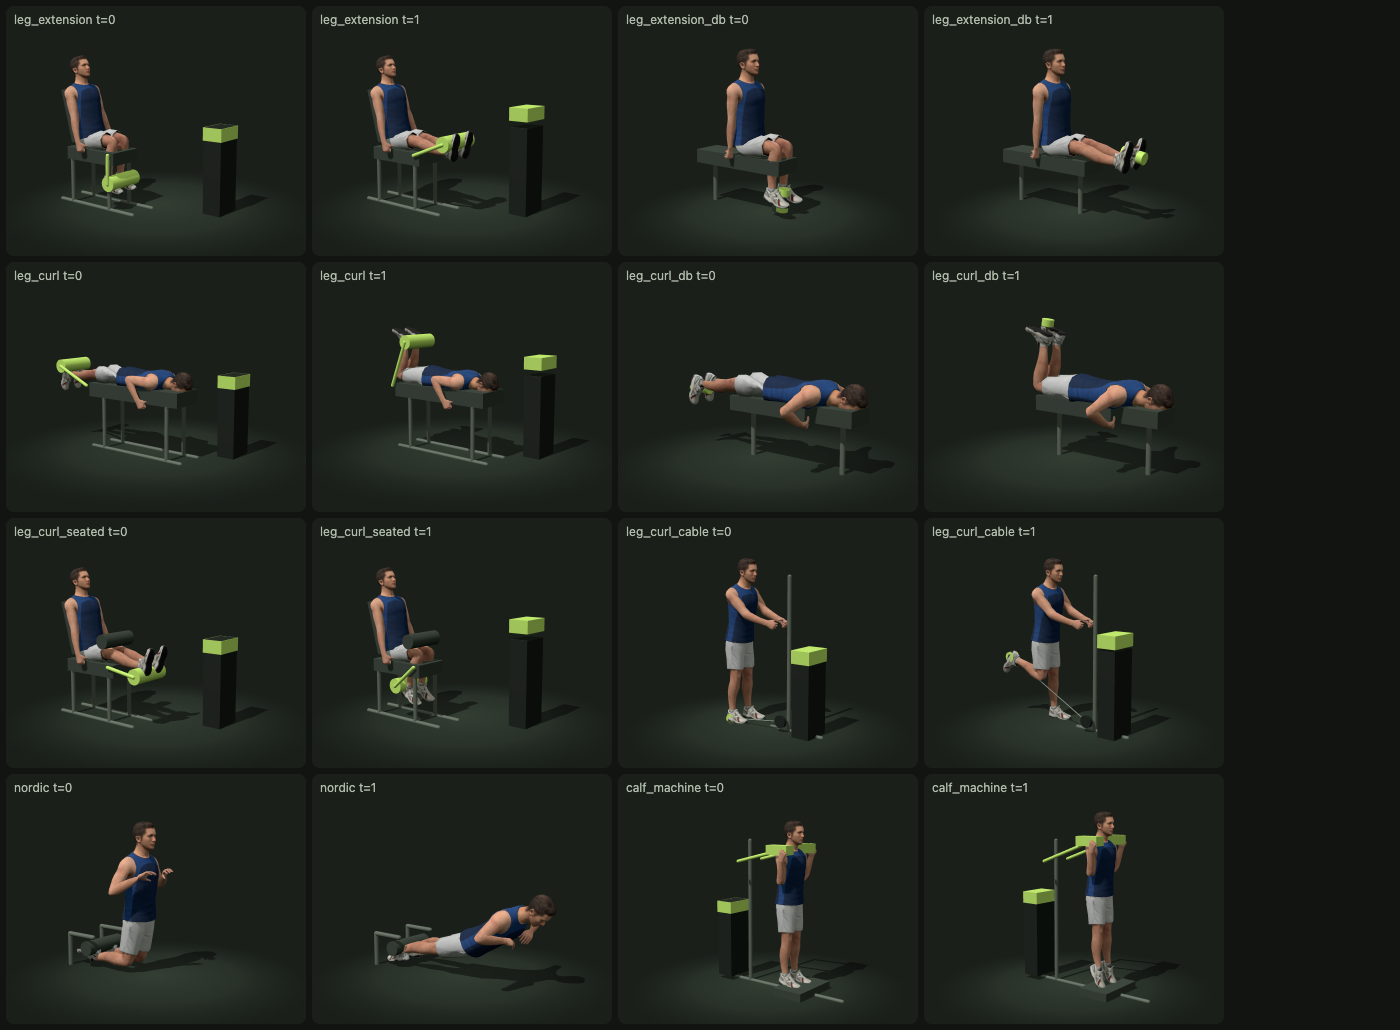 leg_extension t=0
leg_extension t=1
leg_extension_db t=0
leg_extension_db t=1
leg_curl t=0
leg_curl t=1
leg_curl_db t=0
leg_curl_db t=1
leg_curl_seated t=0
leg_curl_seated t=1
leg_curl_cable t=0
leg_curl_cable t=1
nordic t=0
nordic t=1
calf_machine t=0
calf_machine t=1